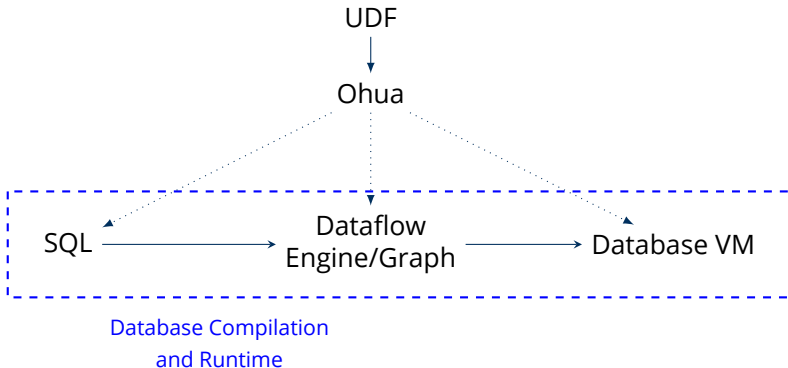 UDF
Ohua
SQL
Dataflow
Engine/Graph
Database VM
Database Compilation
and Runtime